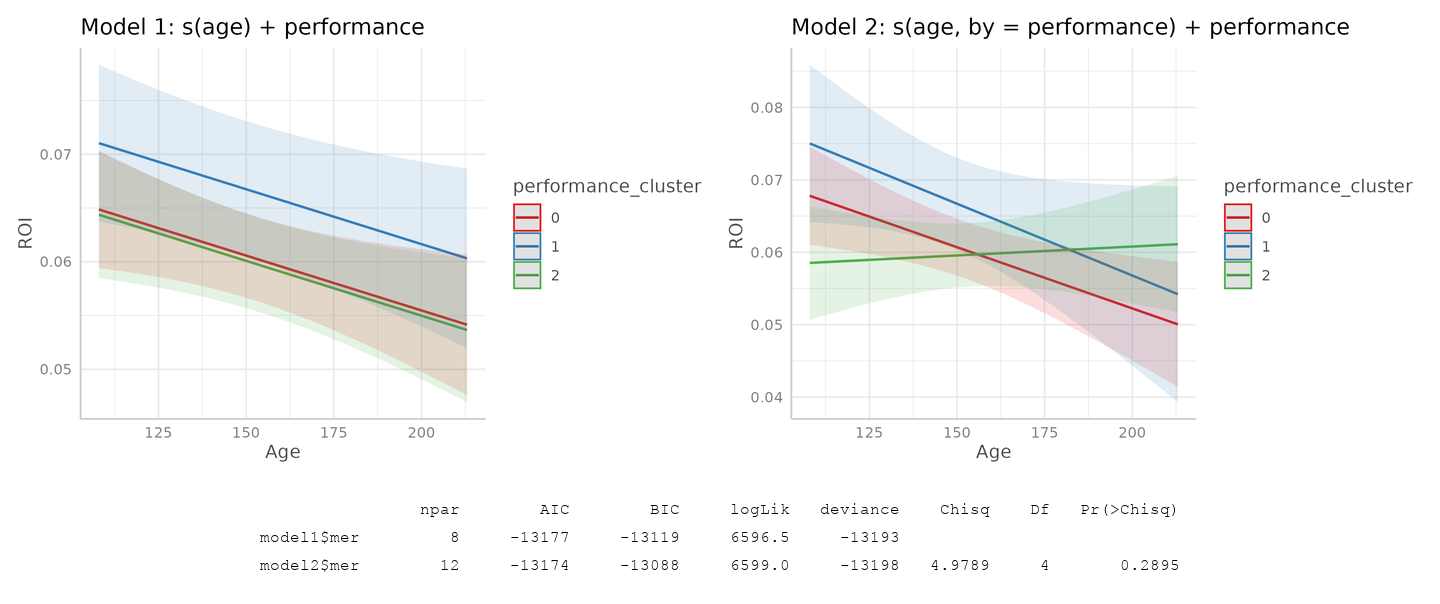 Model 1: s(age) + performance
0.07
0.06
0.05
ROI
125 150 175 200
Age
performance_cluster
0
1
2
Model 2: s(age, by = performance) + performance
0.08
0.07
0.06
0.05
0.04
ROI
125 150 175 200
Age
performance_cluster
0
1
2
npar AIC BIC logLik deviance Chisq Df Pr(>Chisq)
model1$mer 8 -13177 -13119 6596.5 -13193
model2$mer 12 -13174 -13088 6599.0 -13198 4.9789 4 0.2895